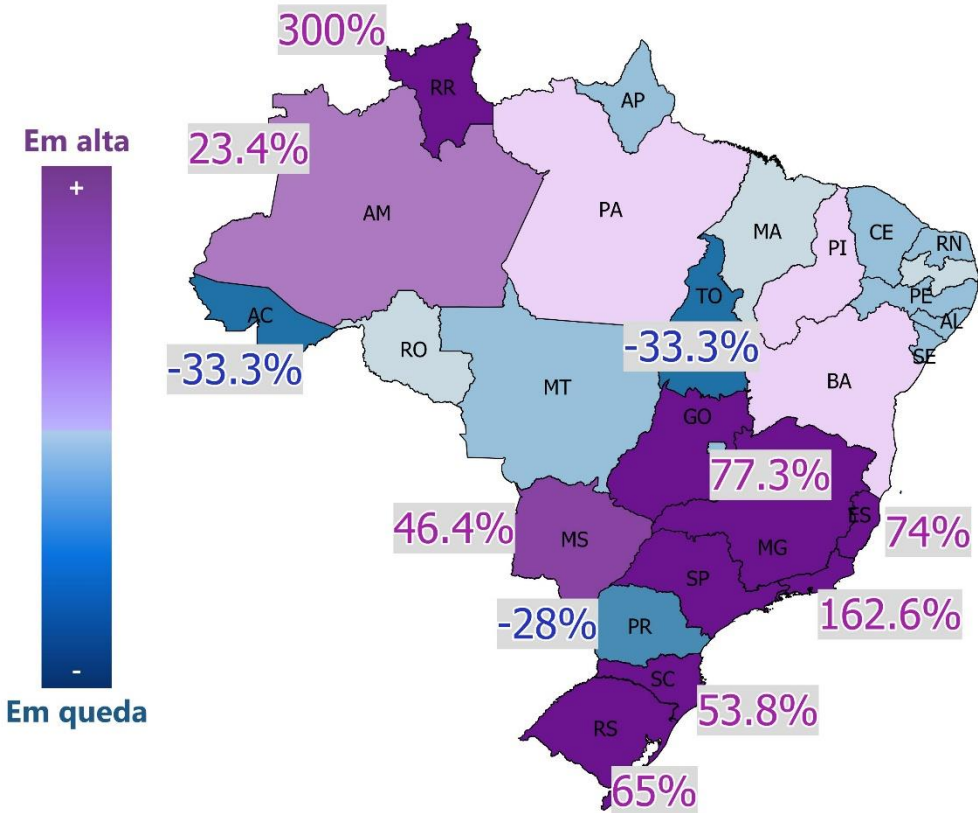 300%
RR
AP
Em alta
+
23.4%
AM
PA
MA
PI
CE
RN
PE
AL
SE
TO
AC
-33.3%
-33.3%
RO
MT
BA
GO
77.3%
46.4%
MS
MG
ES
74%
SP
162.6%
-28%
PR
-
Em queda
SC
53.8%
RS
65%